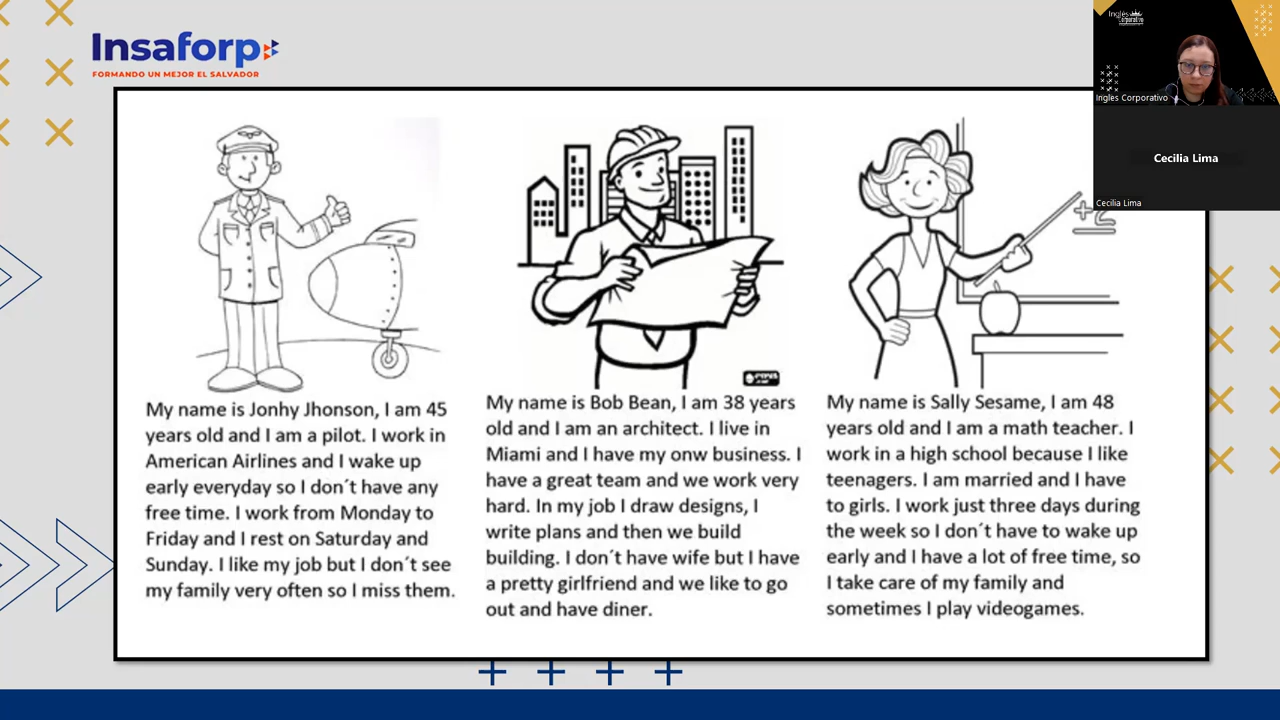 Insaforp
FORMANDO UN MEJOR EL SALVADOR
Inglés
Corporativo
Ingles Corporativo
Cecilia Lima
Cecilia Lima
+2
My name is Jonhy Jhonson, I am 45
years old and I am a pilot. I work in
American Airlines and I wake up
early everyday so I don´t have any
free time. I work from Monday to
Friday and I rest on Saturday and
Sunday. I like my job but I don´t see
my family very often so I miss them.
My name is Bob Bean, I am 38 years
old and I am an architect. I live in
Miami and I have my onw business. I
have a great team and we work very
hard. In my job I draw designs, I
write plans and then we build
building. I don´t have wife but I have
a pretty girlfriend and we like to go
out and have diner.
My name is Sally Sesame, I am 48
years old and I am a math teacher. I
work in a high school because I like
teenagers. I am married and I have
to girls. I work just three days during
the week so I don´t have to wake up
early and I have a lot of free time, so
I take care of my family and
sometimes I play videogames.